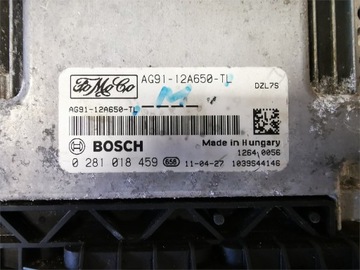 FoMoCo AG91-12A650-TL DZL7S
AG91-12A650-TL
BOSCH Made in Hungary
1264 0056
0 281 018 459 658 11-04-27 1039S44146